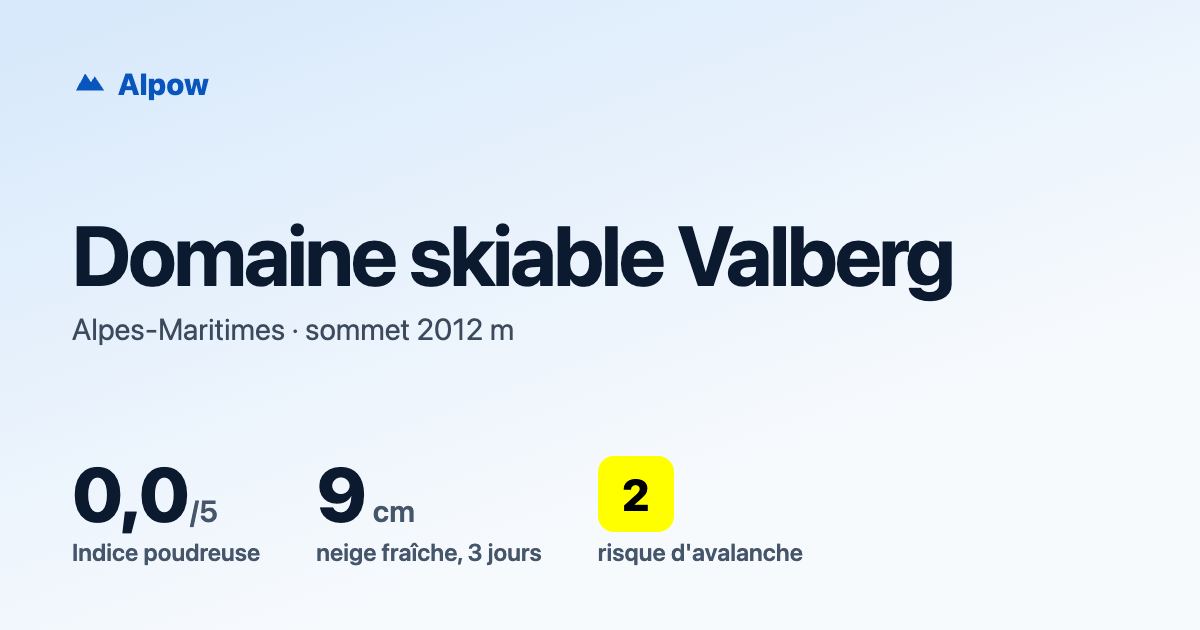 Alpow
Domaine skiable Valberg
Alpes-Maritimes · sommet 2012 m
0,0/5
Indice poudreuse
9 cm
neige fraîche, 3 jours
2
risque d'avalanche